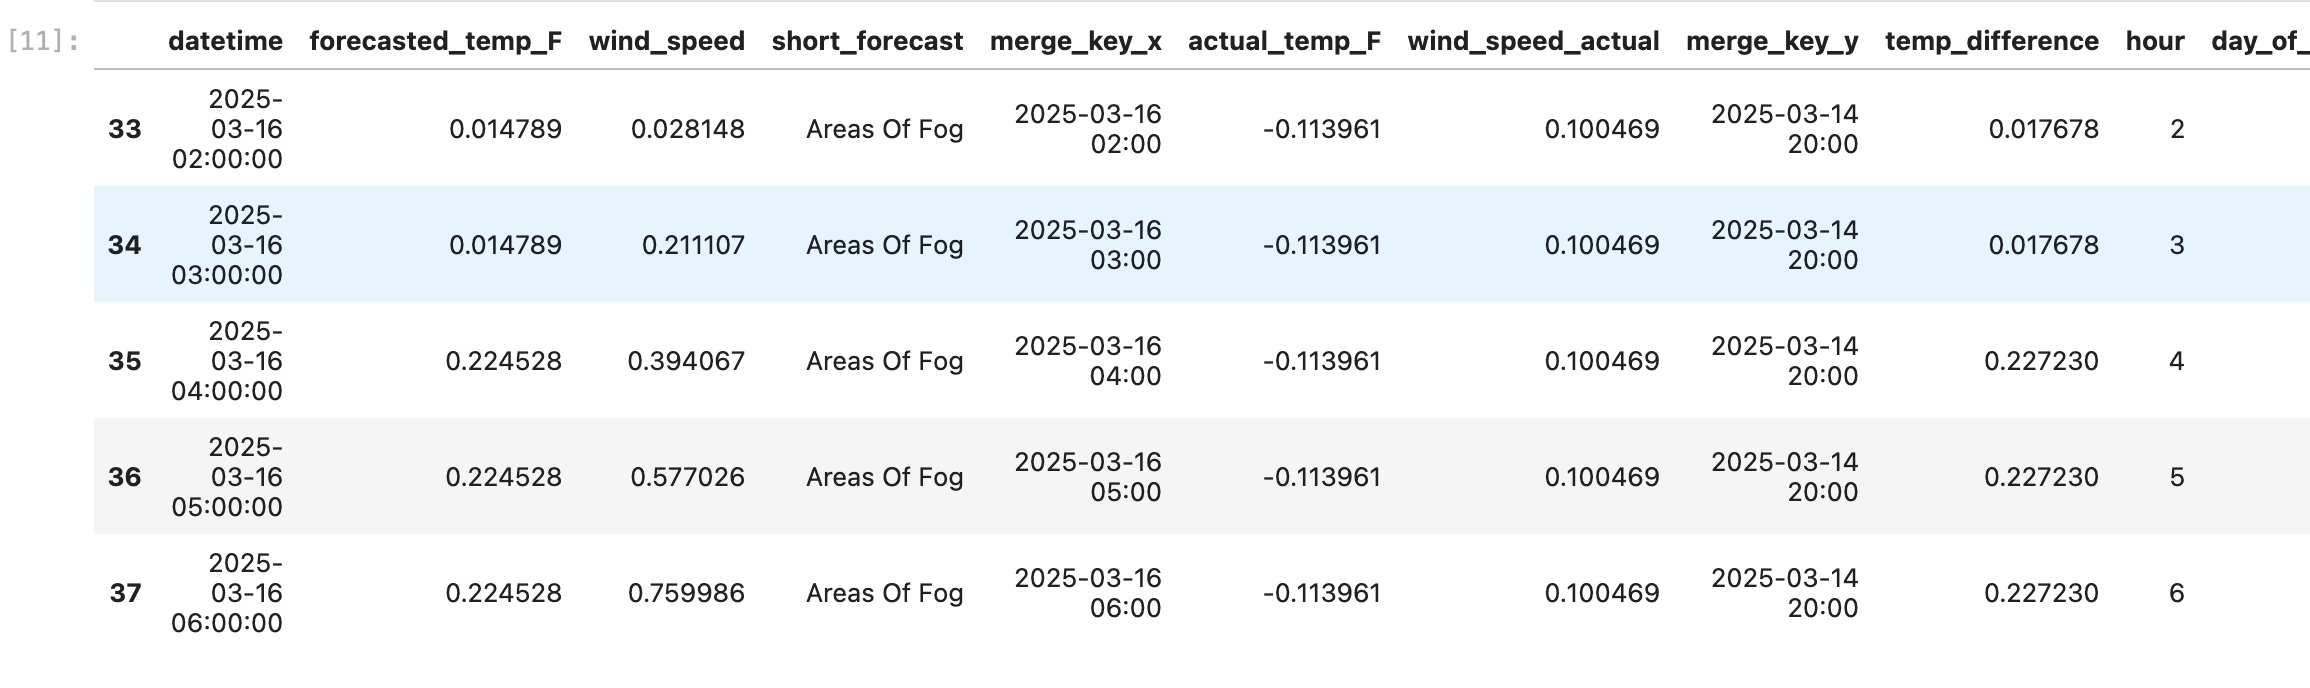 [11]:
datetime forecasted_temp_F wind_speed short_forecast merge_key_x actual_temp_F wind_speed_actual merge_key_y temp_difference hour day_of_
33 2025-03-16 02:00:00 0.014789 0.028148 Areas Of Fog 2025-03-16 02:00 -0.113961 0.100469 2025-03-14 20:00 0.017678 2
34 2025-03-16 03:00:00 0.014789 0.211107 Areas Of Fog 2025-03-16 03:00 -0.113961 0.100469 2025-03-14 20:00 0.017678 3
35 2025-03-16 04:00:00 0.224528 0.394067 Areas Of Fog 2025-03-16 04:00 -0.113961 0.100469 2025-03-14 20:00 0.227230 4
36 2025-03-16 05:00:00 0.224528 0.577026 Areas Of Fog 2025-03-16 05:00 -0.113961 0.100469 2025-03-14 20:00 0.227230 5
37 2025-03-16 06:00:00 0.224528 0.759986 Areas Of Fog 2025-03-16 06:00 -0.113961 0.100469 2025-03-14 20:00 0.227230 6